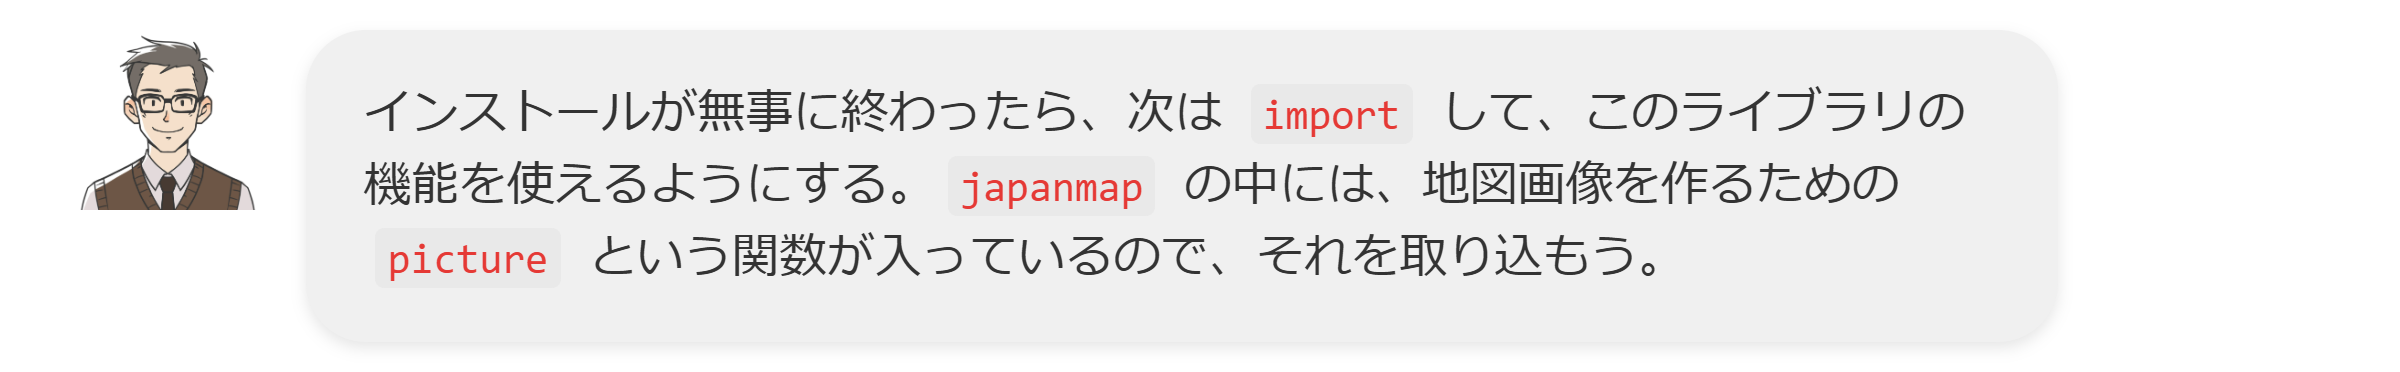 インストールが無事に終わったら、次は import して、このライブラリの
機能を使えるようにする。 japanmap の中には、地図画像を作るための
picture という関数が入っているので、それを取り込もう。